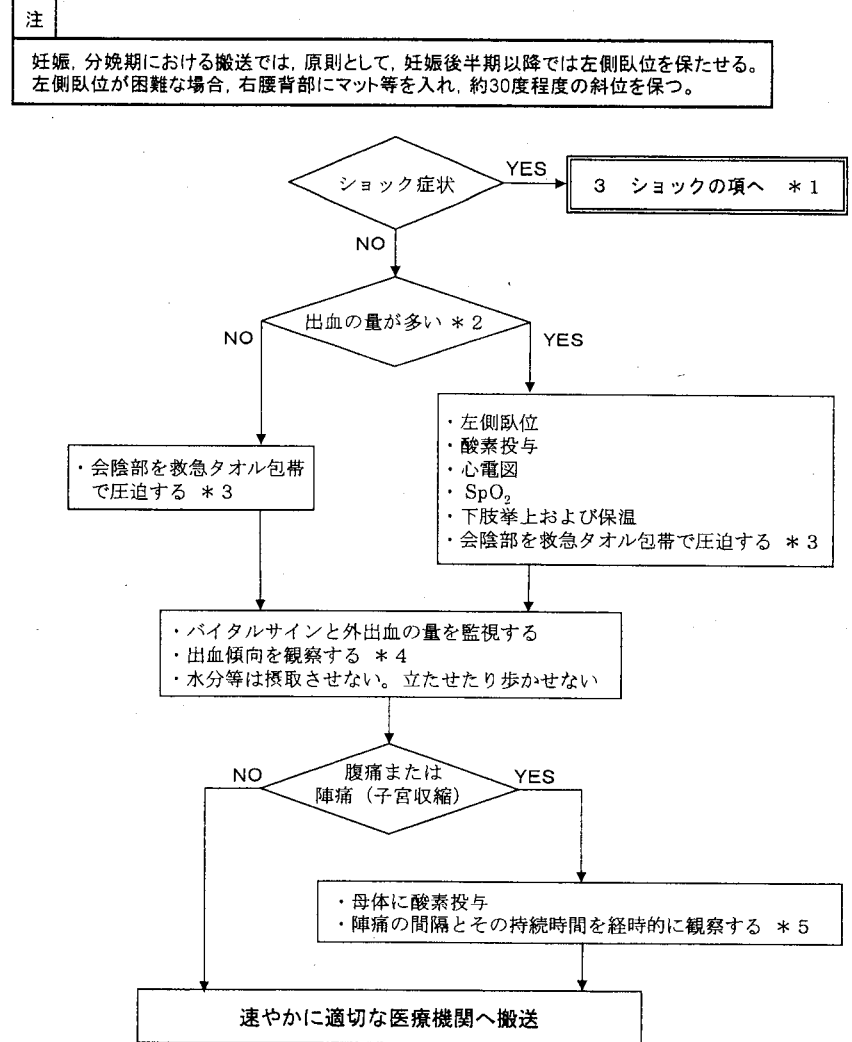 注
妊娠，分娩期における搬送では，原則として，妊娠後半期以降では左側臥位を保たせる。
左側臥位が困難な場合，右腰背部にマット等を入れ，約30度程度の斜位を保つ。
ショック症状
YES
3 ショックの項へ ＊1
NO
出血の量が多い ＊2
NO
YES
・会陰部を救急タオル包帯
で圧迫する ＊3
・左側臥位
・酸素投与
・心電図
・SpO₂
・下肢挙上および保温
・会陰部を救急タオル包帯で圧迫する ＊3
・バイタルサインと外出血の量を監視する
・出血傾向を観察する ＊4
・水分等は摂取させない。立たせたり歩かせない
NO
腹痛または
陣痛（子宮収縮）
YES
・母体に酸素投与
・陣痛の間隔とその持続時間を経時的に観察する ＊5
速やかに適切な医療機関へ搬送